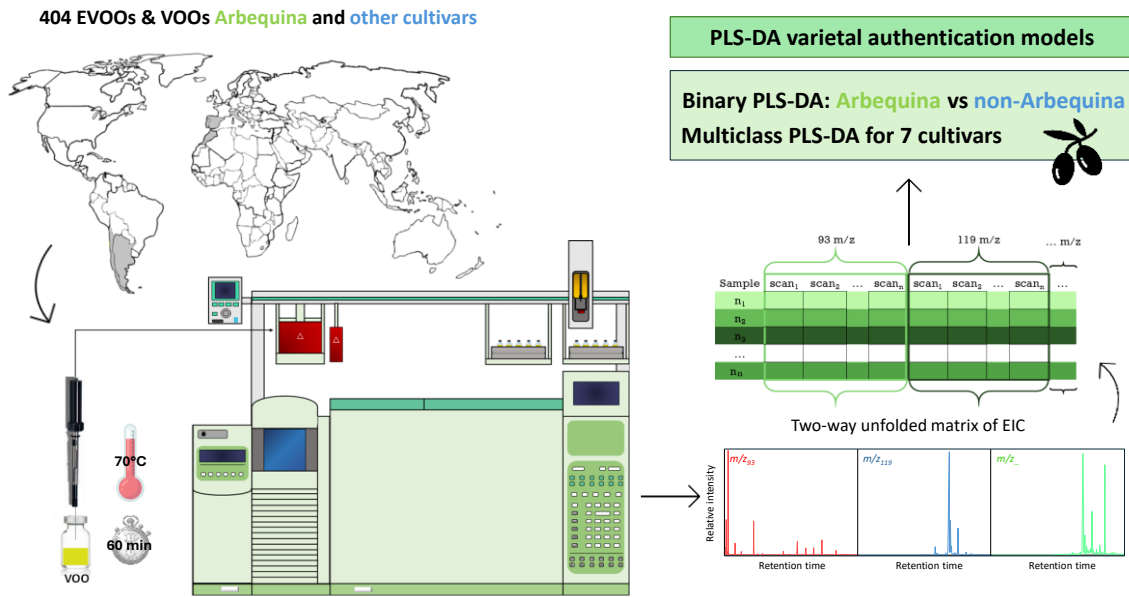 404 EVOOs & VOOs Arbequina and other cultivars
70°C
60 min
VOO
PLS-DA varietal authentication models
Binary PLS-DA: Arbequina vs non-Arbequina
Multiclass PLS-DA for 7 cultivars
93 m/z 119 m/z ... m/z
Sample scan₁ scan₂ ... scanₙ scan₁ scan₂ ... scanₙ ...
n₁
n₂
n₃
...
nₙ
Two-way unfolded matrix of EIC
Relative intensity
m/z₉₃ m/z₁₁₉ m/z_
Retention time Retention time Retention time